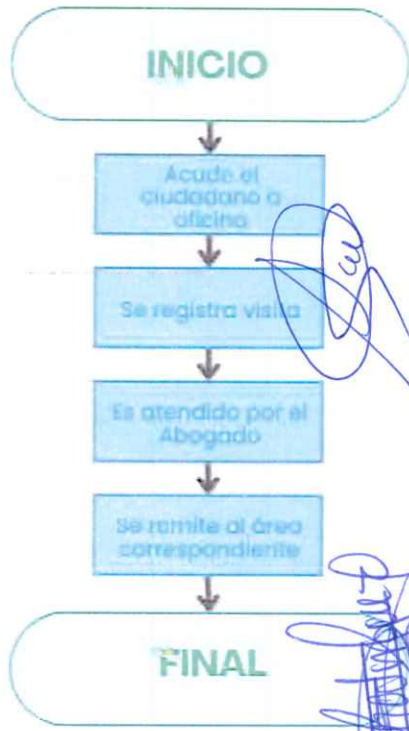 INICIO
Acude el
ciudadano a
oficina
Se registra visita
Es atendido por el
Abogado
Se remite al área
correspondiente
FINAL